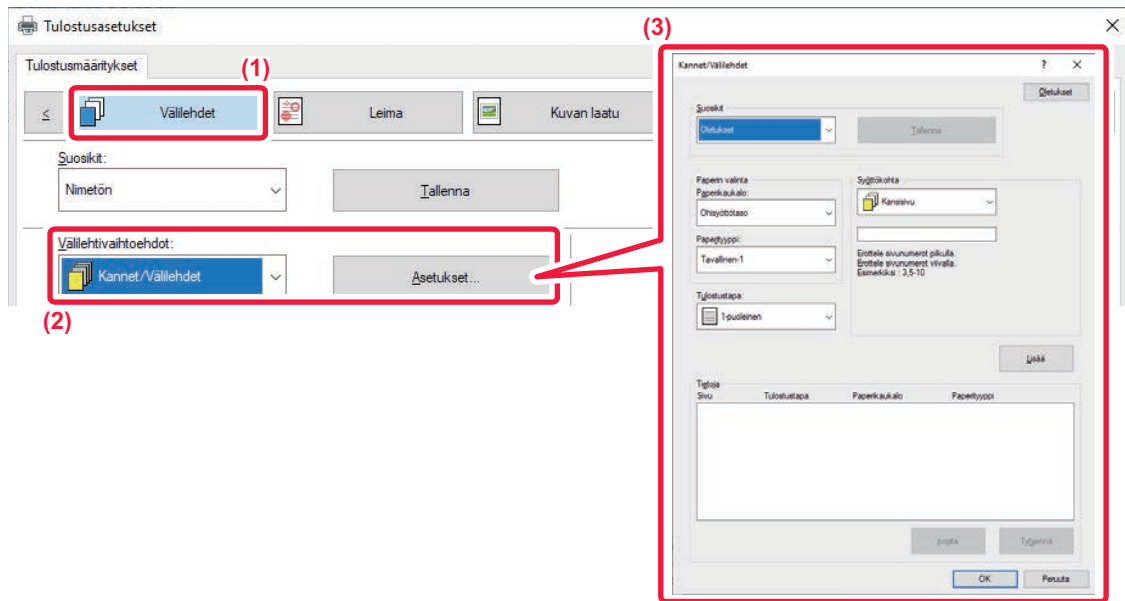 Tulostusasetukset
Tulostusmääritykset
(1)
≤ Välilehdet Leima Kuvan laatu
Suosikit:
Nimetön Tallenna
Välilehtivaihtoehdot:
Kannet/Välilehdet Asetukset...
(2)
(3)
Kannet/Välilehdet ?
Oletukset
Suosikit
Oletukset Tallenna
Paperin valinta
Paperikaukalo:
Ohisyöttötaso
Paperityyppi:
Tavallinen-1
Tulostustapa:
1-puoleinen
Syöttökohta
Kansisivu
Erottele sivunumerot pilkulla.
Erottele sivunumerot viivalla.
Esimerkiksi : 3,5-10
Lisää
Tietoja
Sivu Tulostustapa Paperikaukalo Paperityyppi
poista Tyhjennä
OK Peruuta